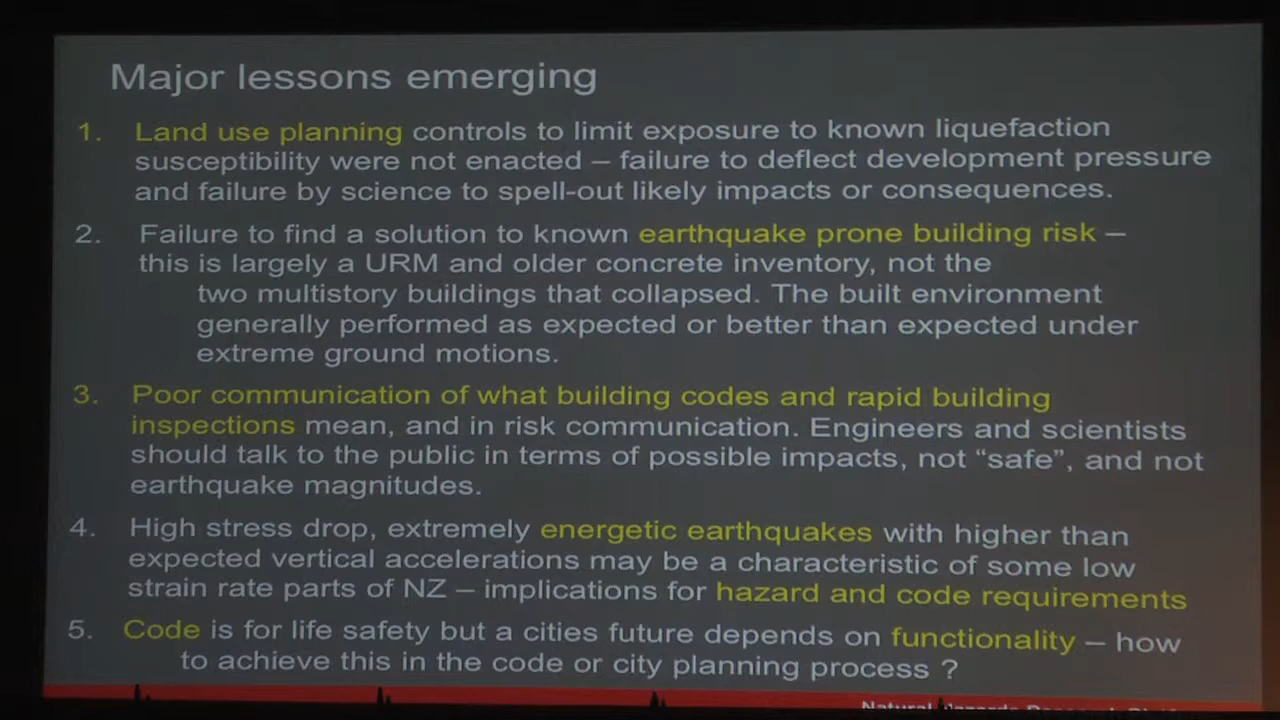 Major lessons emerging
1. Land use planning controls to limit exposure to known liquefaction
susceptibility were not enacted – failure to deflect development pressure
and failure by science to spell-out likely impacts or consequences.
2. Failure to find a solution to known earthquake prone building risk –
this is largely a URM and older concrete inventory, not the
two multistory buildings that collapsed. The built environment
generally performed as expected or better than expected under
extreme ground motions.
3. Poor communication of what building codes and rapid building
inspections mean, and in risk communication. Engineers and scientists
should talk to the public in terms of possible impacts, not “safe”, and not
earthquake magnitudes.
4. High stress drop, extremely energetic earthquakes with higher than
expected vertical accelerations may be a characteristic of some low
strain rate parts of NZ – implications for hazard and code requirements
5. Code is for life safety but a cities future depends on functionality – how
to achieve this in the code or city planning process ?
Natural Hazards Research